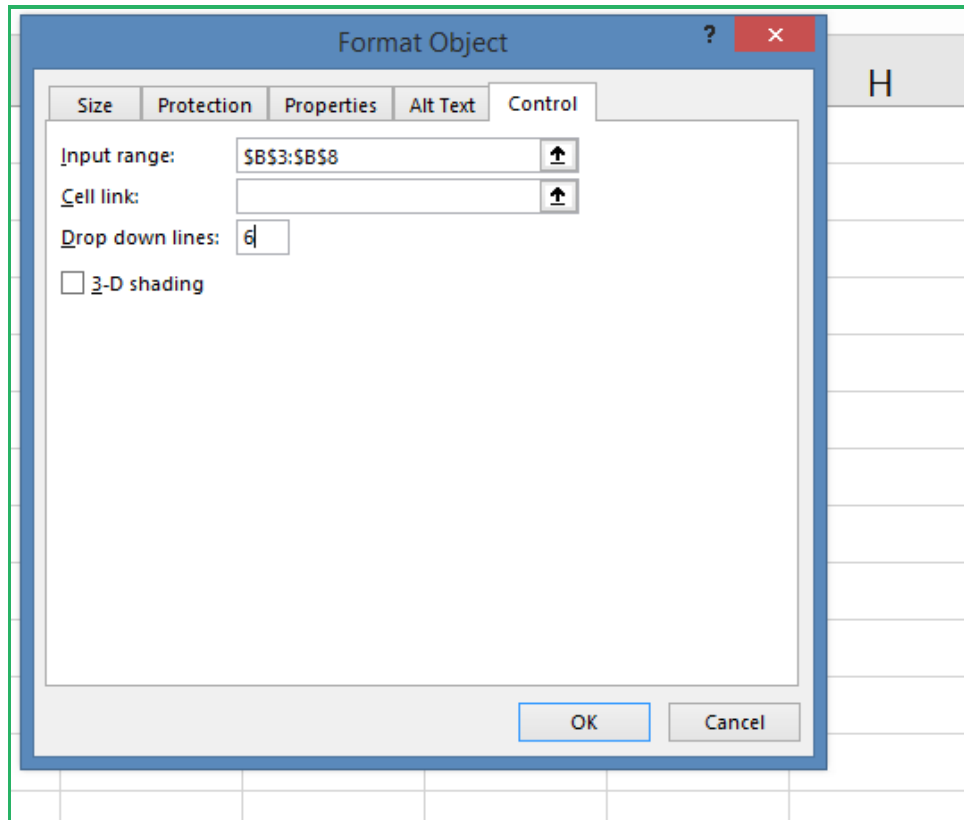 Format Object ?
H
Size Protection Properties Alt Text Control
Input range: $B$3:$B$8
Cell link:
Drop down lines: 6
3-D shading
OK Cancel